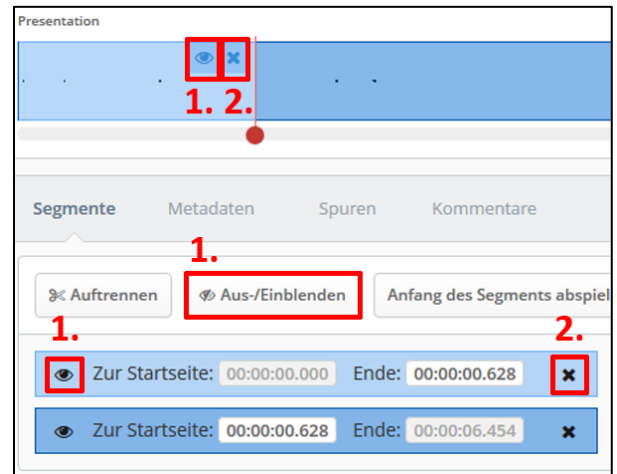 Presentation
1. 2.
Segmente Metadaten Spuren Kommentare
1.
Auftrennen Aus-/Einblenden Anfang des Segments abspiel
1. 2.
Zur Startseite: 00:00:00.000 Ende: 00:00:00.628
Zur Startseite: 00:00:00.628 Ende: 00:00:06.454